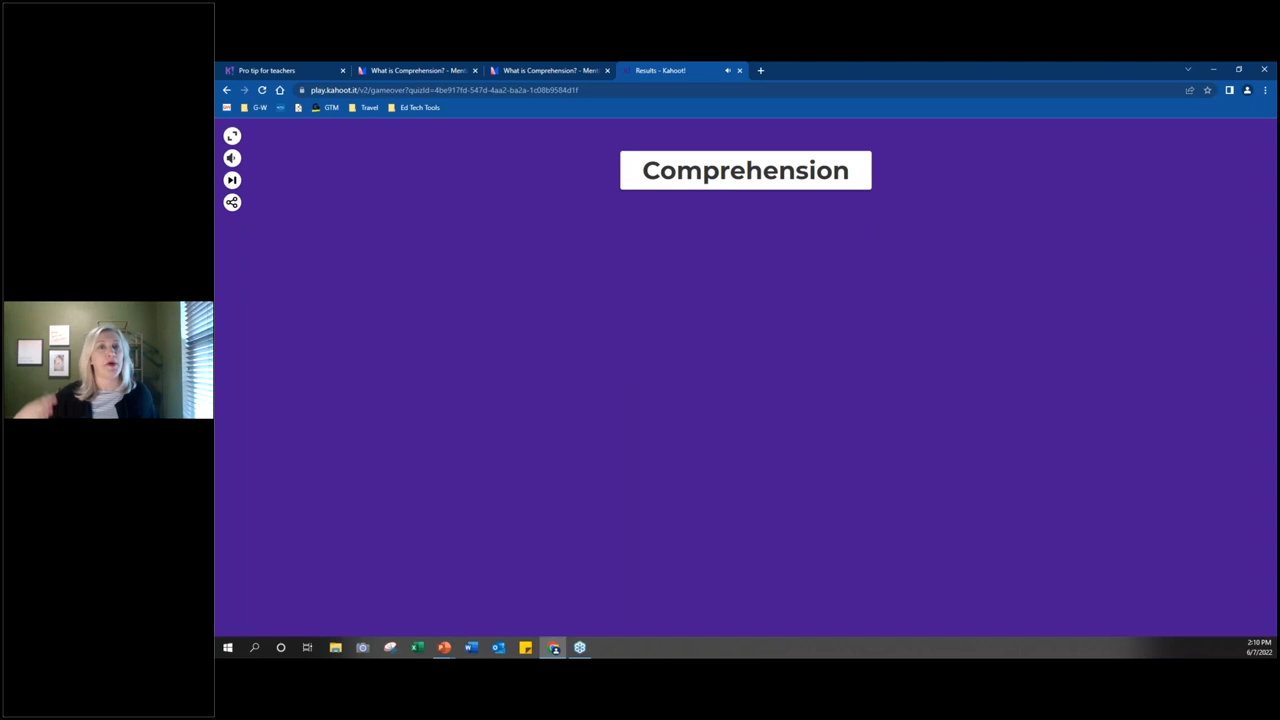 Pro tip for teachers
What is Comprehension? - Ment
What is Comprehension? - Ment
Results - Kahoot!
play.kahoot.it/v2/gameover?quizId=4be917fd-547d-4aa2-ba2a-1c08b9584d1f
G-W
GTM
Travel
Ed Tech Tools
Comprehension
2:10 PM
6/7/2022